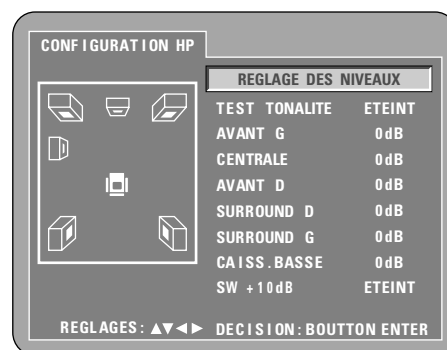 CONFIGURATION HP
REGLAGE DES NIVEAUX
TEST TONALITE ETEINT
AVANT G 0dB
CENTRALE 0dB
AVANT D 0dB
SURROUND D 0dB
SURROUND G 0dB
CAISS.BASSE 0dB
SW +10dB ETEINT
REGLAGES: ▲▼◄► DECISION:BOUTTON ENTER